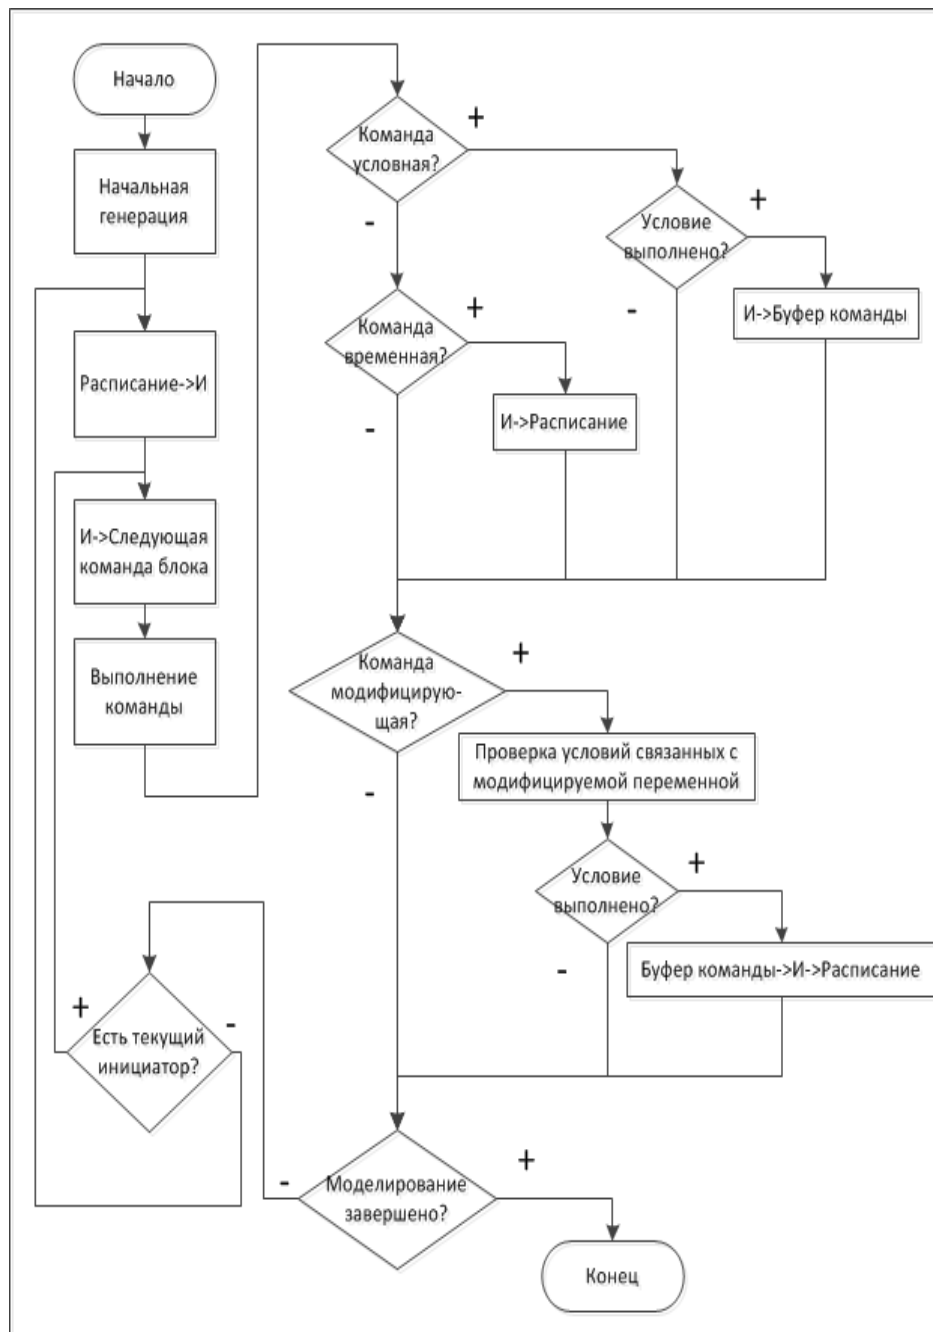 Начало
Начальная
генерация
Расписание->И
И->Следующая
команда блока
Выполнение
команды
Команда
условная?
+
-
Условие
выполнено?
+
-
И->Буфер команды
Команда
временная?
+
-
И->Расписание
Команда
модифицирую-
щая?
+
-
Проверка условий связанных с
модифицируемой переменной
Условие
выполнено?
+
-
Буфер команды->И->Расписание
Есть текущий
инициатор?
+
-
Моделирование
завершено?
-
+
Конец